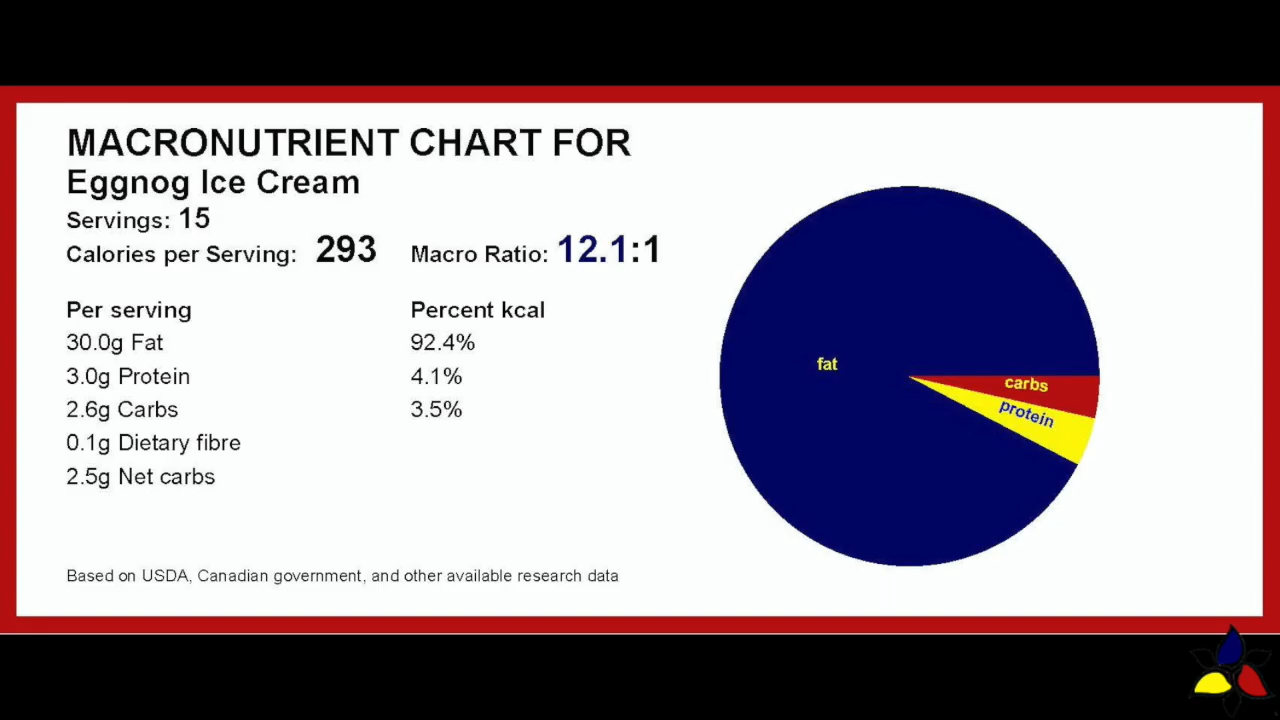 MACRONUTRIENT CHART FOR
Eggnog Ice Cream
Servings: 15
Calories per Serving: 293 Macro Ratio: 12.1:1
Per serving Percent kcal
30.0g Fat 92.4%
3.0g Protein 4.1%
2.6g Carbs 3.5%
0.1g Dietary fibre
2.5g Net carbs
Based on USDA, Canadian government, and other available research data
fat
carbs
protein